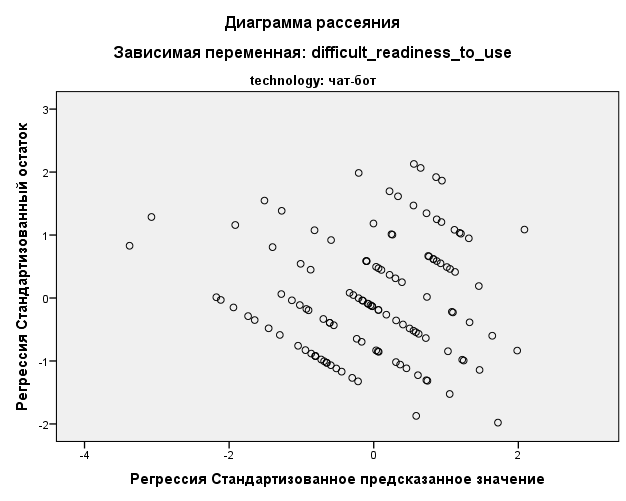 Диаграмма рассеяния
Зависимая переменная: difficult_readiness_to_use
technology: чат-бот
Регрессия Стандартизованный остаток
3
2
1
0
-1
-2
-4
-2
0
2
Регрессия Стандартизованное предсказанное значение